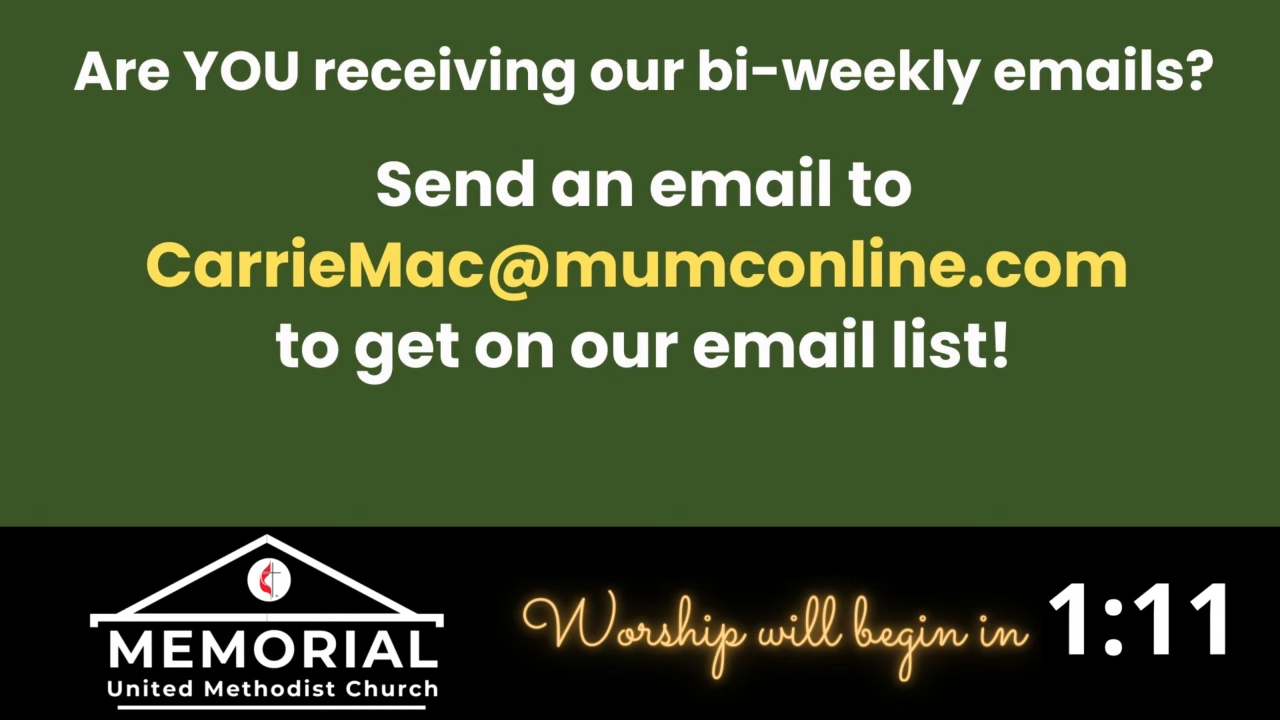 Are YOU receiving our bi-weekly emails?
Send an email to
CarrieMac@mumconline.com
to get on our email list!
MEMORIAL
United Methodist Church
Worship will begin in 1:11